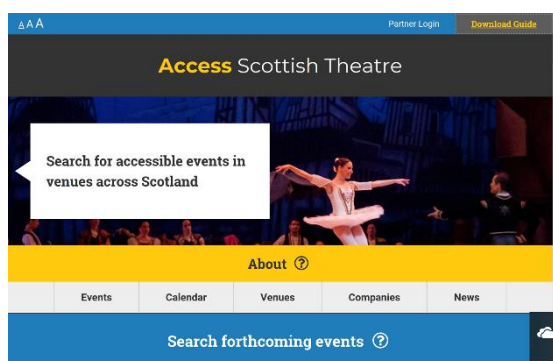 A A A Partner Login Download Guide
Access Scottish Theatre
Search for accessible events in
venues across Scotland
About ?
Events Calendar Venues Companies News
Search forthcoming events ?